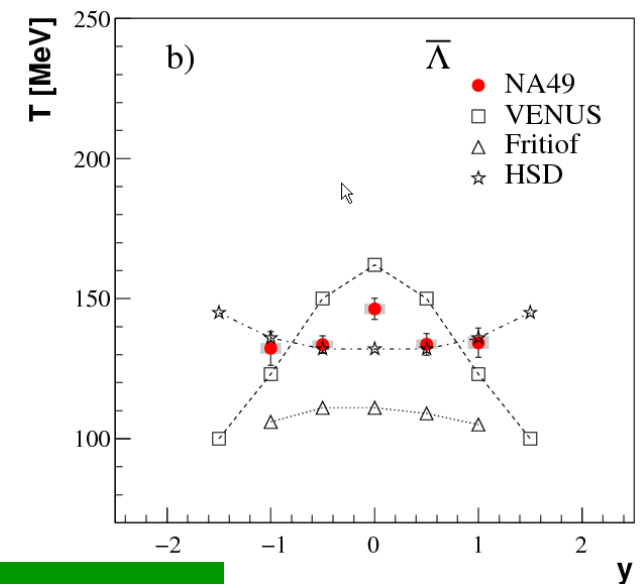 T [MeV]
250
200
150
100
b)
Λ̅
NA49
VENUS
Fritiof
HSD
−2 −1 0 1 2
y